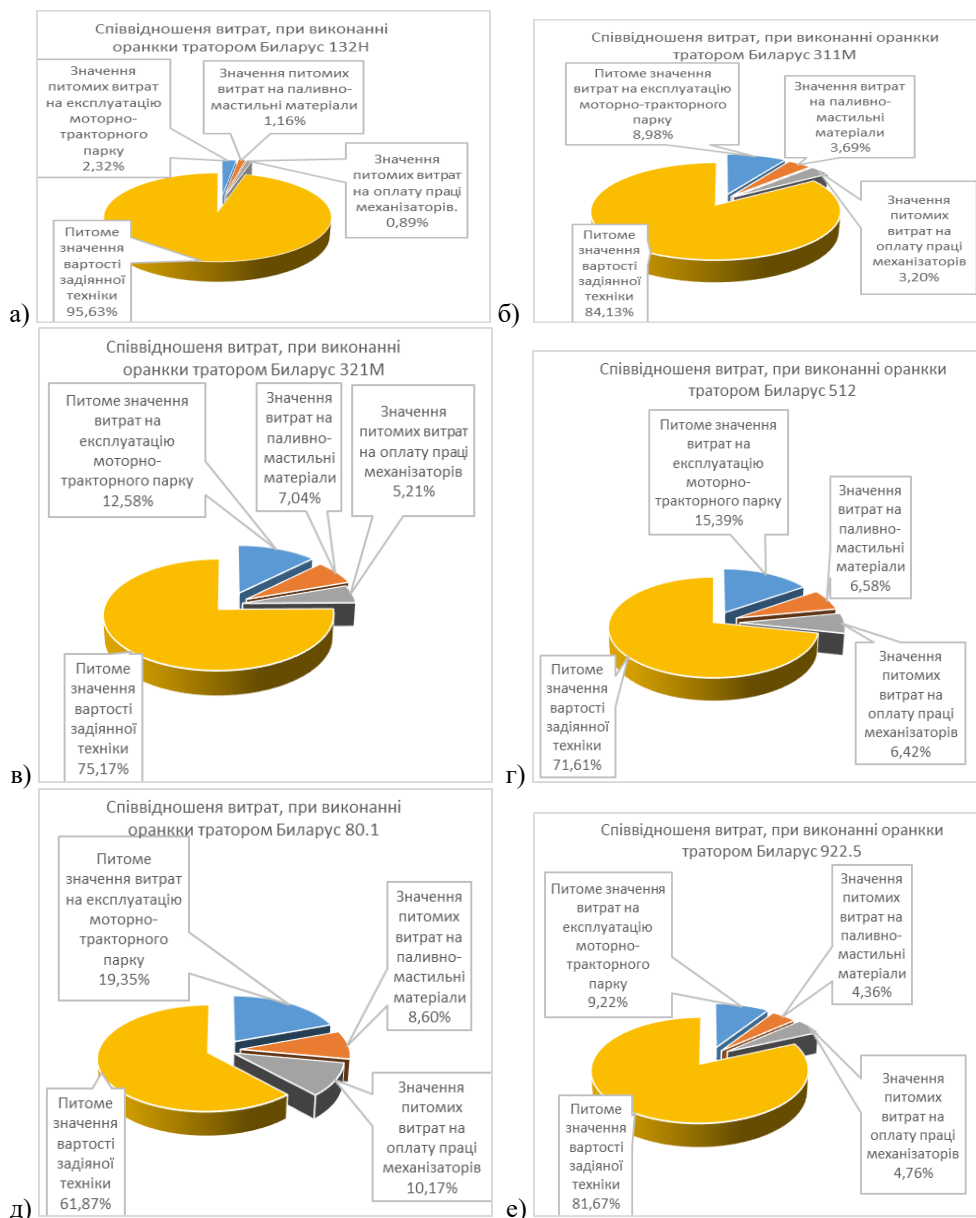 Співвідношеня витрат, при виконанні
оранкки тратором Биларус 132Н
Значення
питомих витрат
на експлуатацію
моторно-
тракторного
парку
2,32%
Значення питомих
витрат на паливно-
мастильні матеріали
1,16%
Значення
питомих витрат
на оплату праці
механізаторів.
0,89%
Питоме
значення
вартості
задіянної
техніки
95,63%
а)
Співвідношеня витрат, при виконанні оранкки
тратором Биларус 311М
Питоме значення
витрат на експлуатацію
моторно-тракторного
парку
8,98%
Значення витрат
на паливно-
мастильні
матеріали
3,69%
Значення
питомих
витрат на
оплату праці
механізаторів
3,20%
Питоме
значення
вартості
задіянної
техніки
84,13%
б)
Співвідношеня витрат, при виконанні
оранкки тратором Биларус 321М
Питоме значення
витрат на
експлуатацію
моторно-
тракторного парку
12,58%
Значення
витрат на
паливно-
мастильні
матеріали
7,04%
Значення
питомих витрат
на оплату праці
механізаторів
5,21%
Питоме
значення
вартості
задіянної
техніки
75,17%
в)
Співвідношеня витрат, при виконанні оранкки
тратором Биларус 512
Питоме значення
витрат на
експлуатацію
моторно-
тракторного парку
15,39%
Значення
витрат на
паливно-
мастильні
матеріали
6,58%
Значення
питомих
витрат на
оплату праці
механізаторів
6,42%
Питоме
значення
вартості
задіянної
техніки
71,61%
г)
Співвідношеня витрат, при виконанні
оранкки тратором Биларус 80.1
Питоме
значення витрат
на експлуатацію
моторно-
тракторного
парку
19,35%
Значення
питомих
витрат на
паливно-
мастильні
матеріали
8,60%
Значення
питомих
витрат на
оплату праці
механізаторів
10,17%
Питоме
значення
вартості
задіяної
техніки
61,87%
д)
Співвідношеня витрат, при виконанні оранкки
тратором Биларус 922.5
Питоме значення
витрат на
експлуатацію
моторно-
тракторного парку
9,22%
Значення
питомих
витрат на
паливно-
мастильні
матеріали
4,36%
Значення
питомих
витрат на
оплату праці
механізаторів
4,76%
Питоме
значення
вартості
задіянної
техніки
81,67%
е)